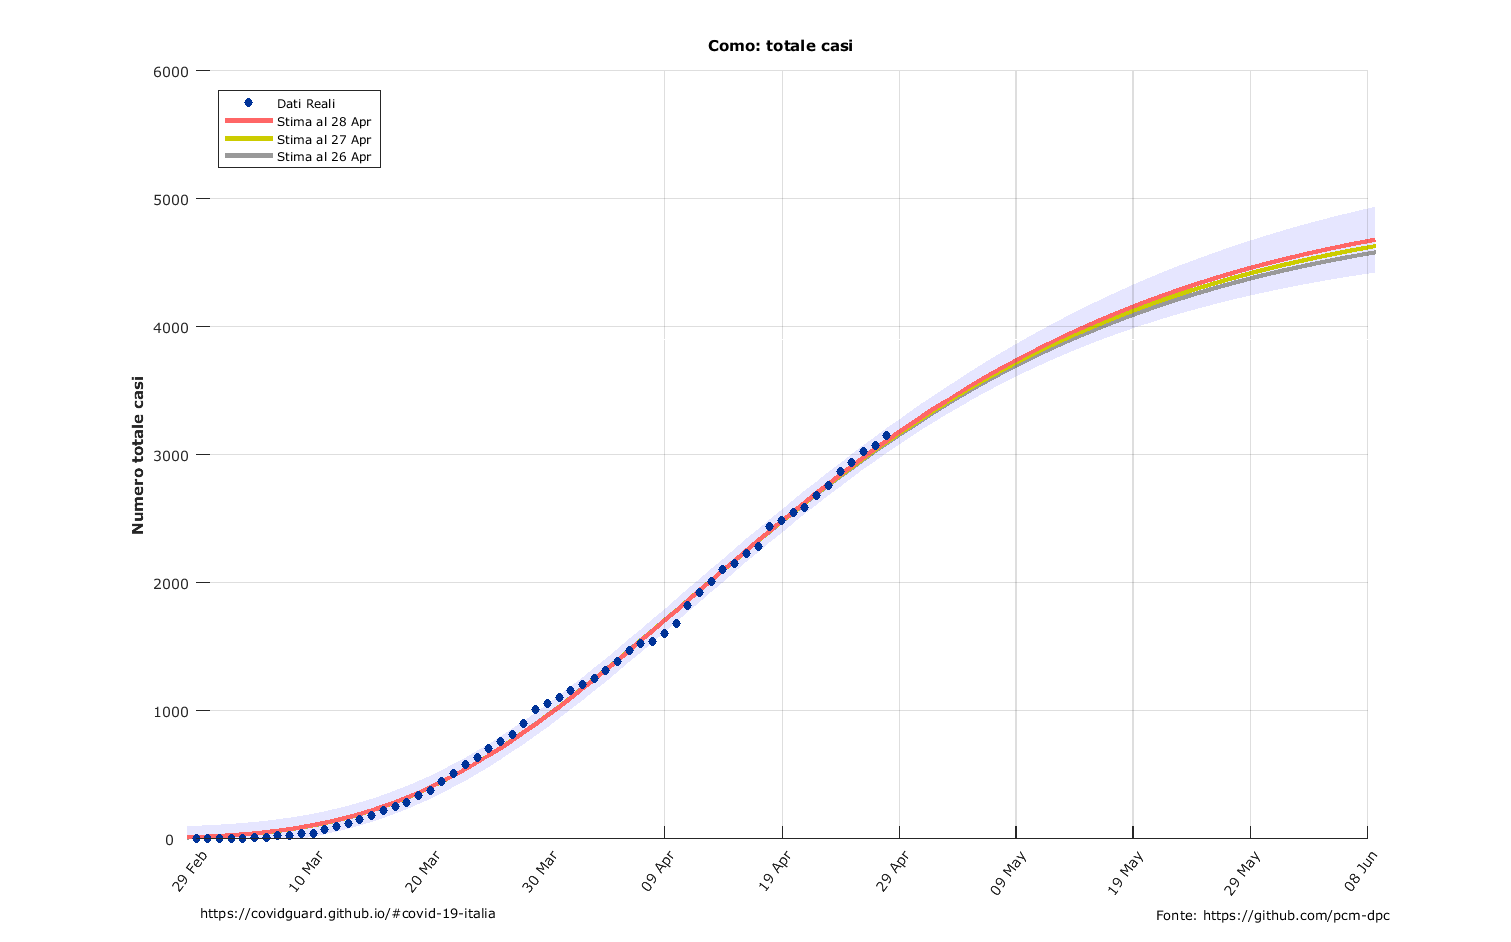 Como: totale casi
6000
5000
4000
3000
2000
1000
0
Numero totale casi
Dati Reali
Stima al 28 Apr
Stima al 27 Apr
Stima al 26 Apr
29 Feb
10 Mar
20 Mar
30 Mar
09 Apr
19 Apr
29 Apr
09 May
19 May
29 May
08 Jun
https://covidguard.github.io/#covid-19-italia
Fonte: https://github.com/pcm-dpc